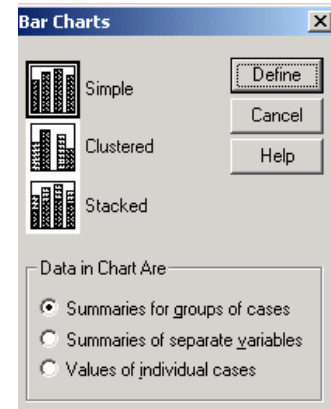 Bar Charts
Simple
Define
Cancel
Clustered
Help
Stacked
Data in Chart Are
Summaries for groups of cases
Summaries of separate variables
Values of individual cases